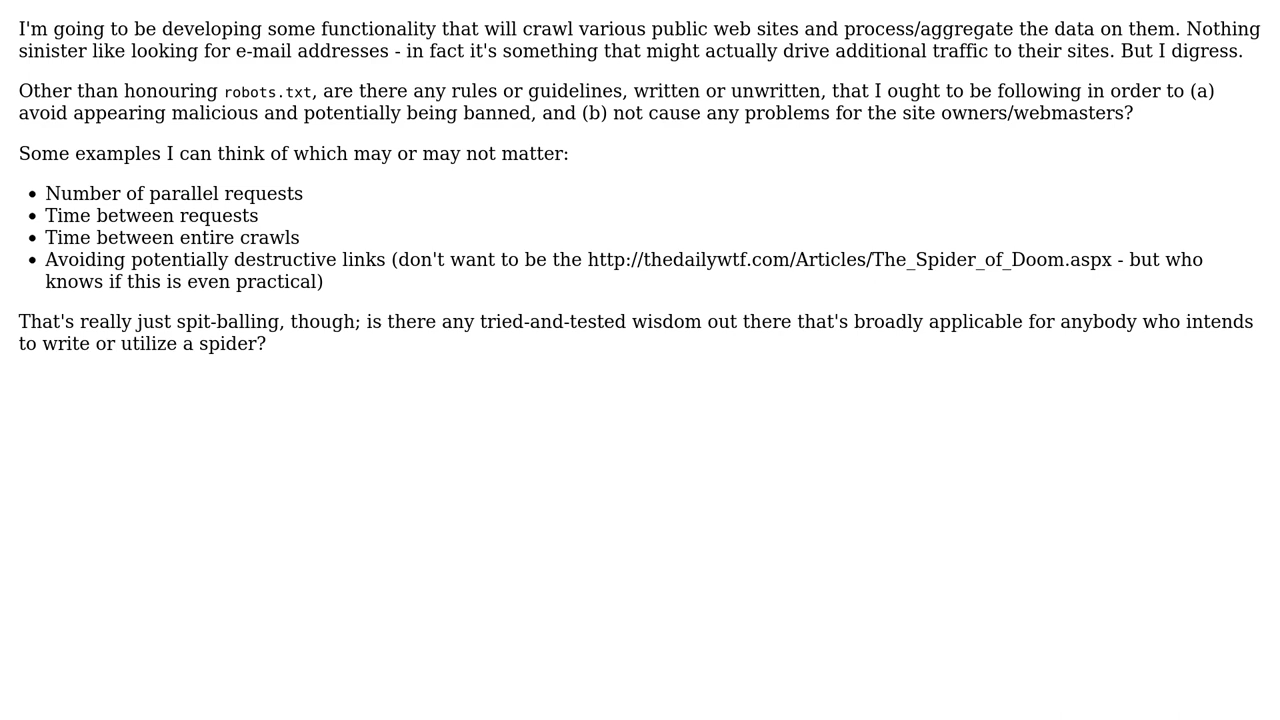 I'm going to be developing some functionality that will crawl various public web sites and process/aggregate the data on them. Nothing
sinister like looking for e-mail addresses - in fact it's something that might actually drive additional traffic to their sites. But I digress.
Other than honouring robots.txt, are there any rules or guidelines, written or unwritten, that I ought to be following in order to (a)
avoid appearing malicious and potentially being banned, and (b) not cause any problems for the site owners/webmasters?
Some examples I can think of which may or may not matter:
• Number of parallel requests
• Time between requests
• Time between entire crawls
• Avoiding potentially destructive links (don't want to be the http://thedailywtf.com/Articles/The_Spider_of_Doom.aspx - but who
knows if this is even practical)
That's really just spit-balling, though; is there any tried-and-tested wisdom out there that's broadly applicable for anybody who intends
to write or utilize a spider?